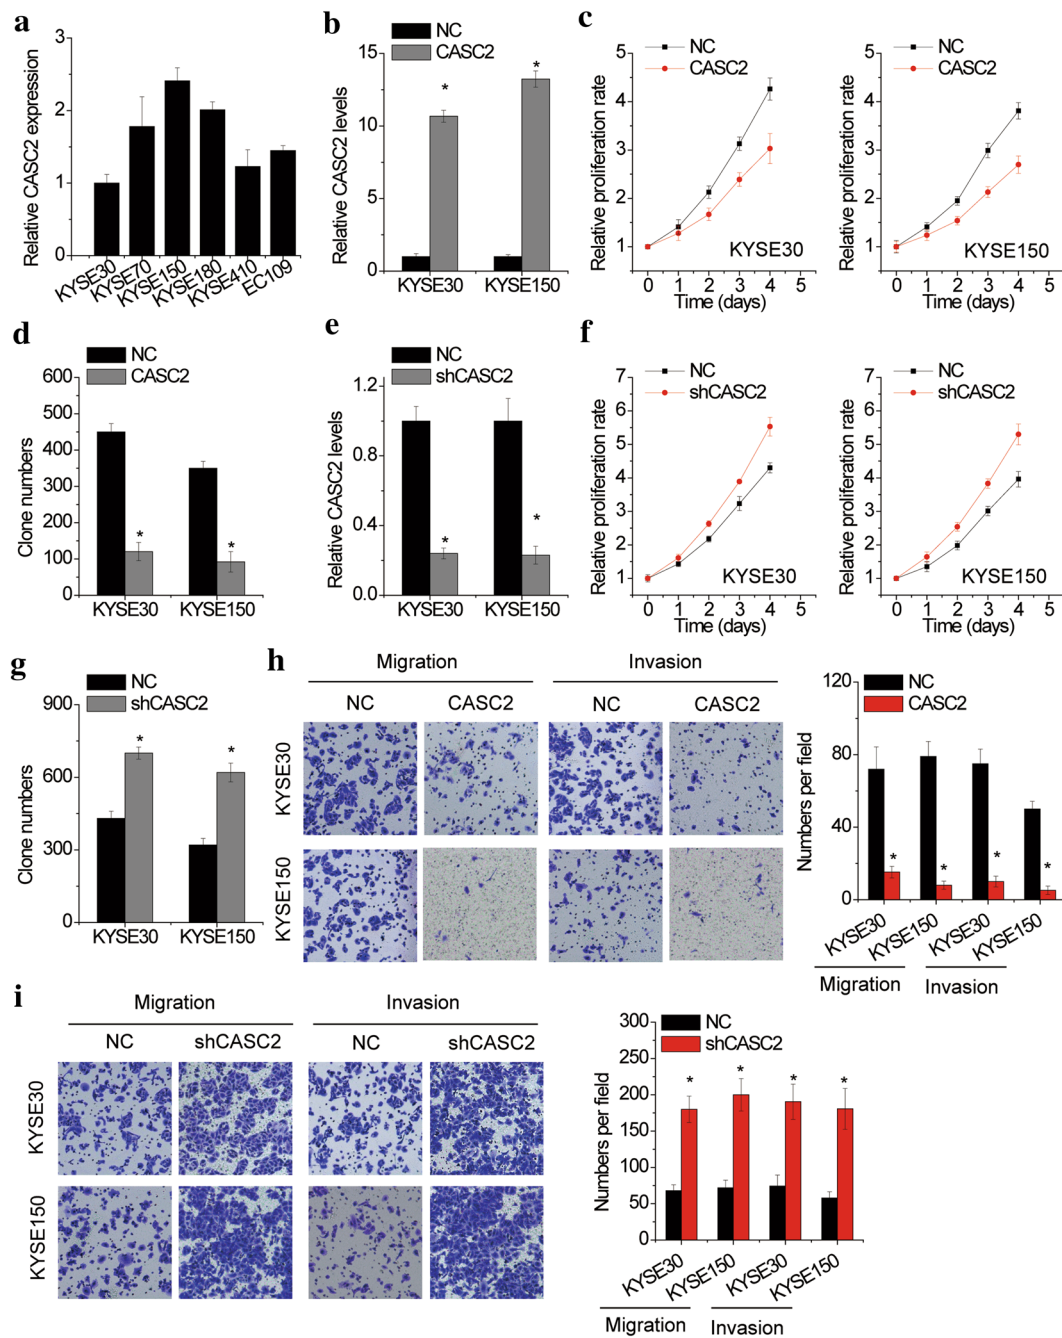 a
3
2
1
0
Relative CASC2 expression
KYSE30
KYSE70
KYSE150
KYSE180
KYSE410
EC109
b
NC
CASC2
15
12
9
6
3
0
Relative CASC2 levels
*
*
KYSE30
KYSE150
c
NC
CASC2
5
4
3
2
1
Relative proliferation rate
KYSE30
0 1 2 3 4 5
Time (days)
NC
CASC2
5
4
3
2
1
Relative proliferation rate
KYSE150
0 1 2 3 4 5
Time (days)
d
NC
CASC2
600
500
400
300
200
100
0
Clone numbers
*
*
KYSE30
KYSE150
e
NC
shCASC2
1.2
0.8
0.4
0.0
Relative CASC2 levels
*
*
KYSE30
KYSE150
f
NC
shCASC2
7
6
5
4
3
2
1
Relative proliferation rate
KYSE30
0 1 2 3 4 5
Time (days)
NC
shCASC2
7
6
5
4
3
2
1
Relative proliferation rate
KYSE150
0 1 2 3 4 5
Time (days)
g
NC
shCASC2
900
600
300
0
Clone numbers
*
*
KYSE30
KYSE150
h
Migration
Invasion
NC
CASC2
NC
CASC2
KYSE30
KYSE150
120
80
40
0
Numbers per field
NC
CASC2
*
*
*
*
KYSE30
KYSE150
KYSE30
KYSE150
Migration
Invasion
i
Migration
Invasion
NC
shCASC2
NC
shCASC2
KYSE30
KYSE150
300
250
200
150
100
50
0
Numbers per field
NC
shCASC2
*
*
*
*
KYSE30
KYSE150
KYSE30
KYSE150
Migration
Invasion